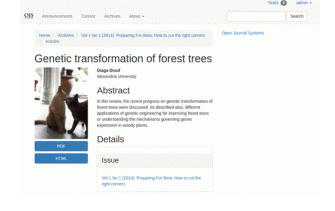 Tasks 0 admin
OJS
Announcements Current Archives About
Search
Home / Archives / Vol 1 No 1 (2014): Preparing For Beta: How to cut the right corners
/ Articles
Open Journal Systems
Genetic transformation of forest trees
Diaga Diouf
Alexandria University
Abstract
In this review, the recent progress on genetic transformation of
forest trees were discussed. Its described also, different
applications of genetic engineering for improving forest trees
or understanding the mechanisms governing genes
expression in woody plants.
PDF
HTML
Details
Issue
Vol 1 No 1 (2014): Preparing For Beta: How to cut the
right corners